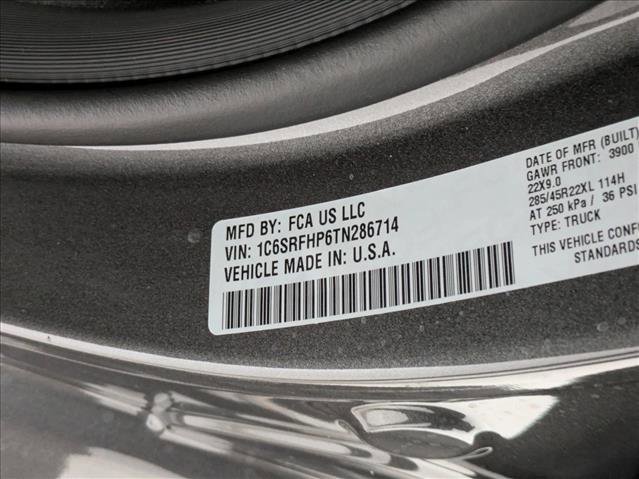 MFD BY: FCA US LLC
VIN: 1C6SRFHP6TN286714
VEHICLE MADE IN: U.S.A.
DATE OF MFR (BUILT)
GAWR FRONT: 3900
22X9.0
285/45R22XL 114H
AT 250 kPa / 36 PSI
TYPE: TRUCK
THIS VEHICLE CONF
STANDARDS